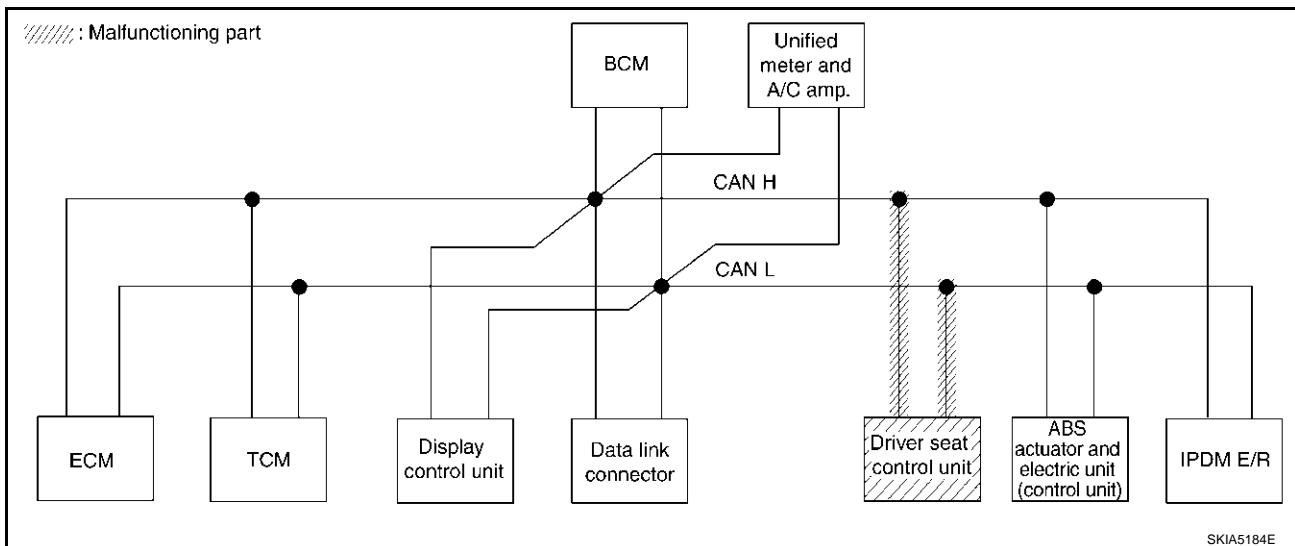 : Malfunctioning part
BCM
Unified
meter and
A/C amp.
CAN H
CAN L
ECM
TCM
Display
control unit
Data link
connector
Driver seat
control unit
ABS
actuator and
electric unit
(control unit)
IPDM E/R
SKIA5184E